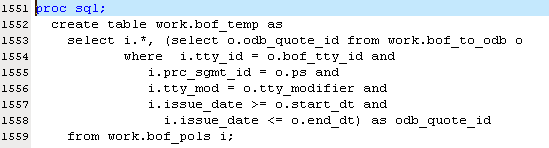 1551 proc sql;
1552 create table work.bof_temp as
1553 select i.*, (select o.odb_quote_id from work.bof_to_odb o
1554 where i.tty_id = o.bof_tty_id and
1555 i.prc_sgmt_id = o.ps and
1556 i.tty_mod = o.tty_modifier and
1557 i.issue_date >= o.start_dt and
1558 i.issue_date <= o.end_dt) as odb_quote_id
1559 from work.bof_pols i;